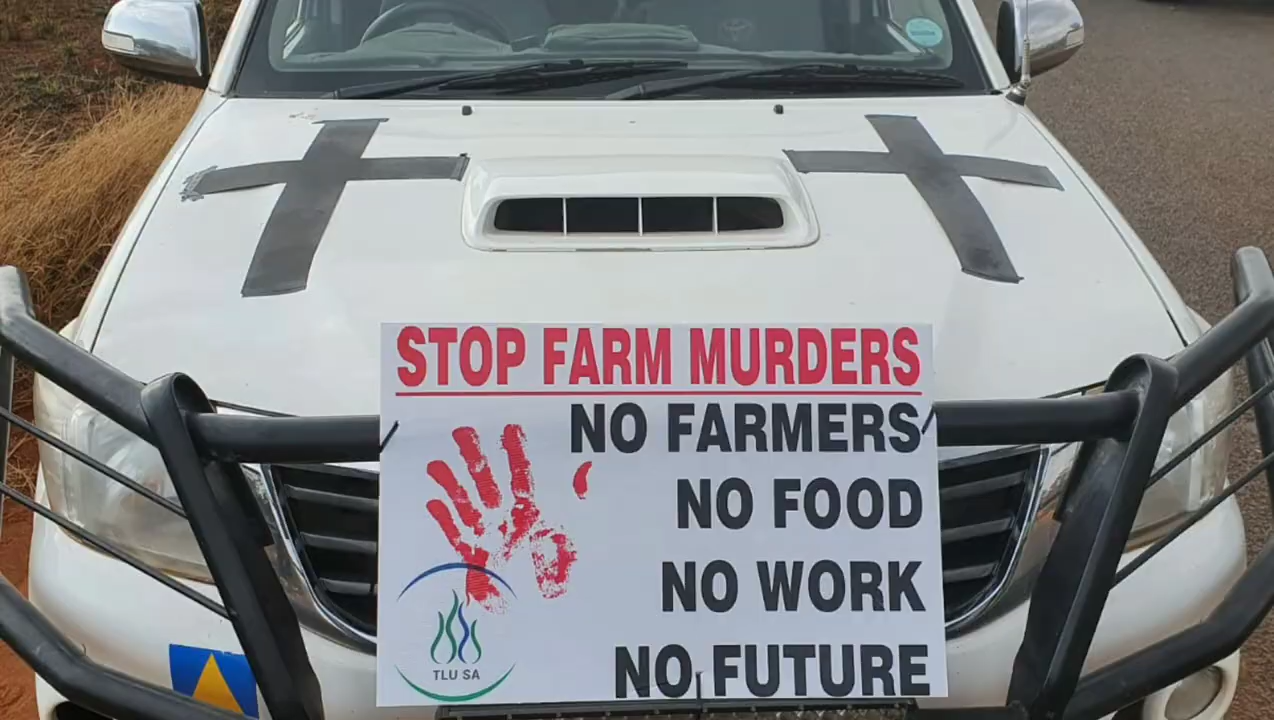 STOP FARM MURDERS
NO FARMERS
NO FOOD
NO WORK
NO FUTURE
TLU SA